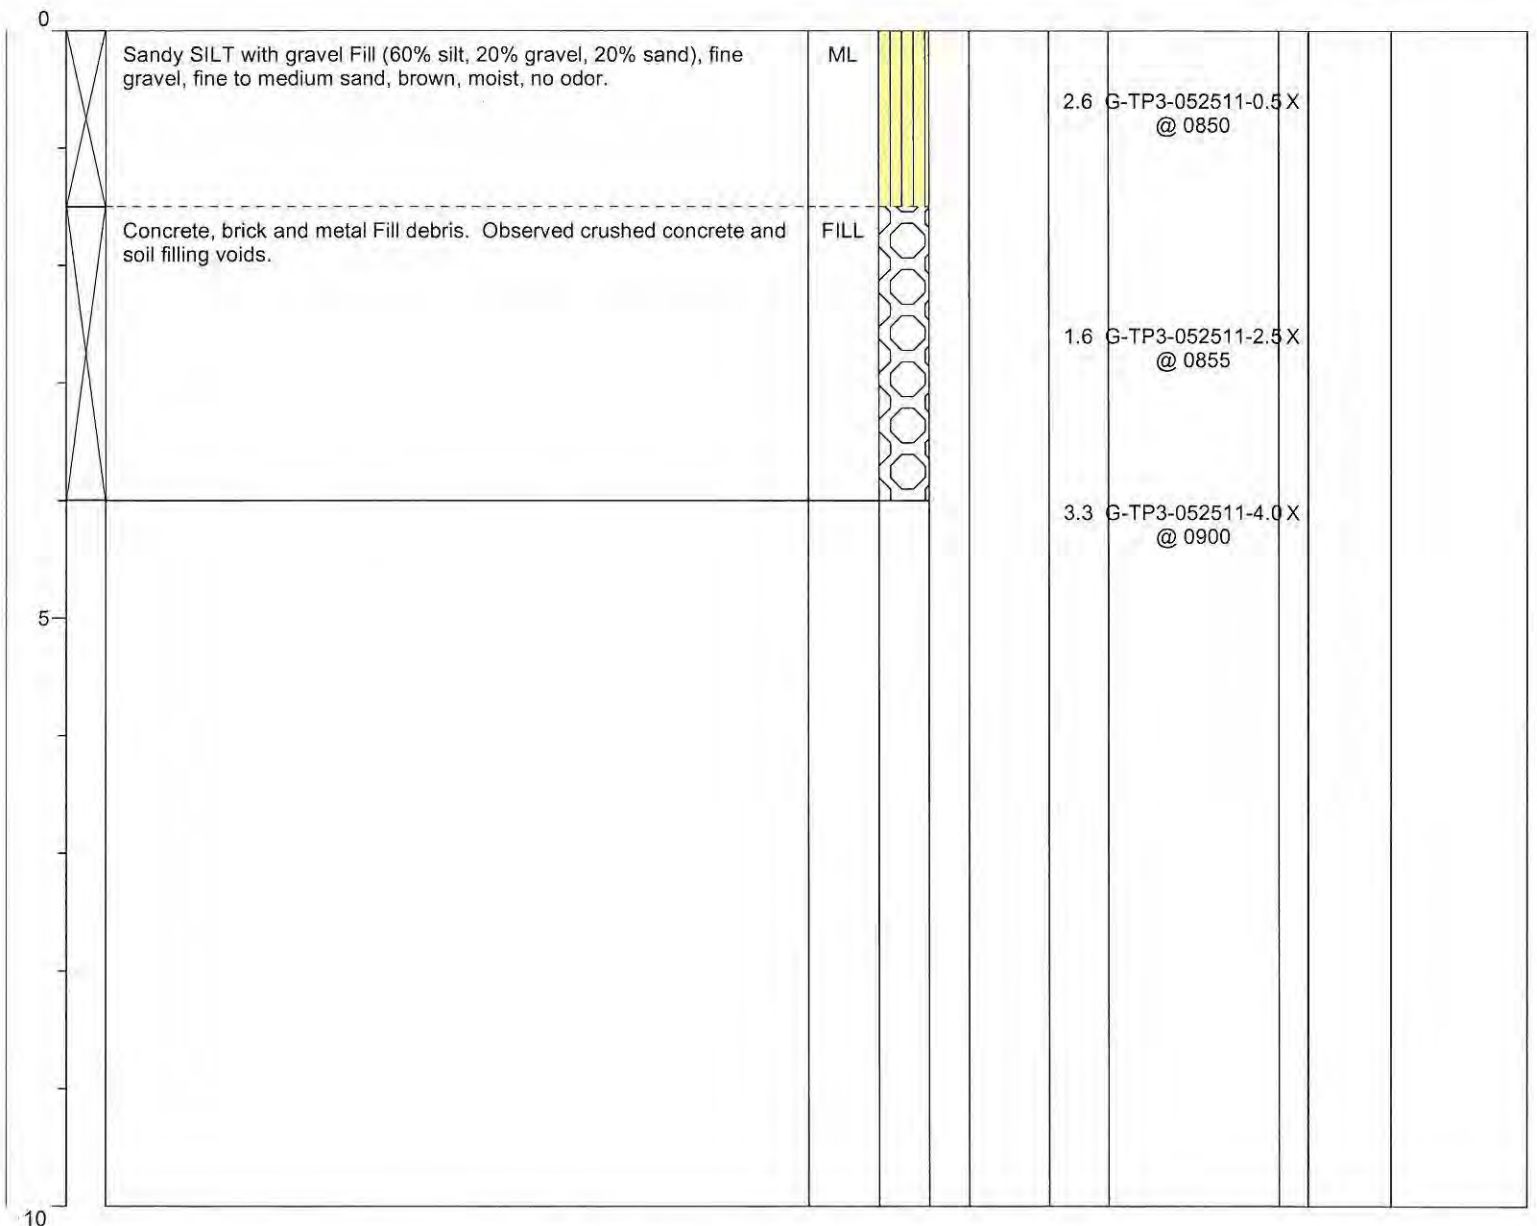 0
Sandy SILT with gravel Fill (60% silt, 20% gravel, 20% sand), fine
gravel, fine to medium sand, brown, moist, no odor.
ML
2.6 G-TP3-052511-0.5 X
@ 0850
Concrete, brick and metal Fill debris. Observed crushed concrete and
soil filling voids.
FILL
1.6 G-TP3-052511-2.5 X
@ 0855
3.3 G-TP3-052511-4.0 X
@ 0900
5
10